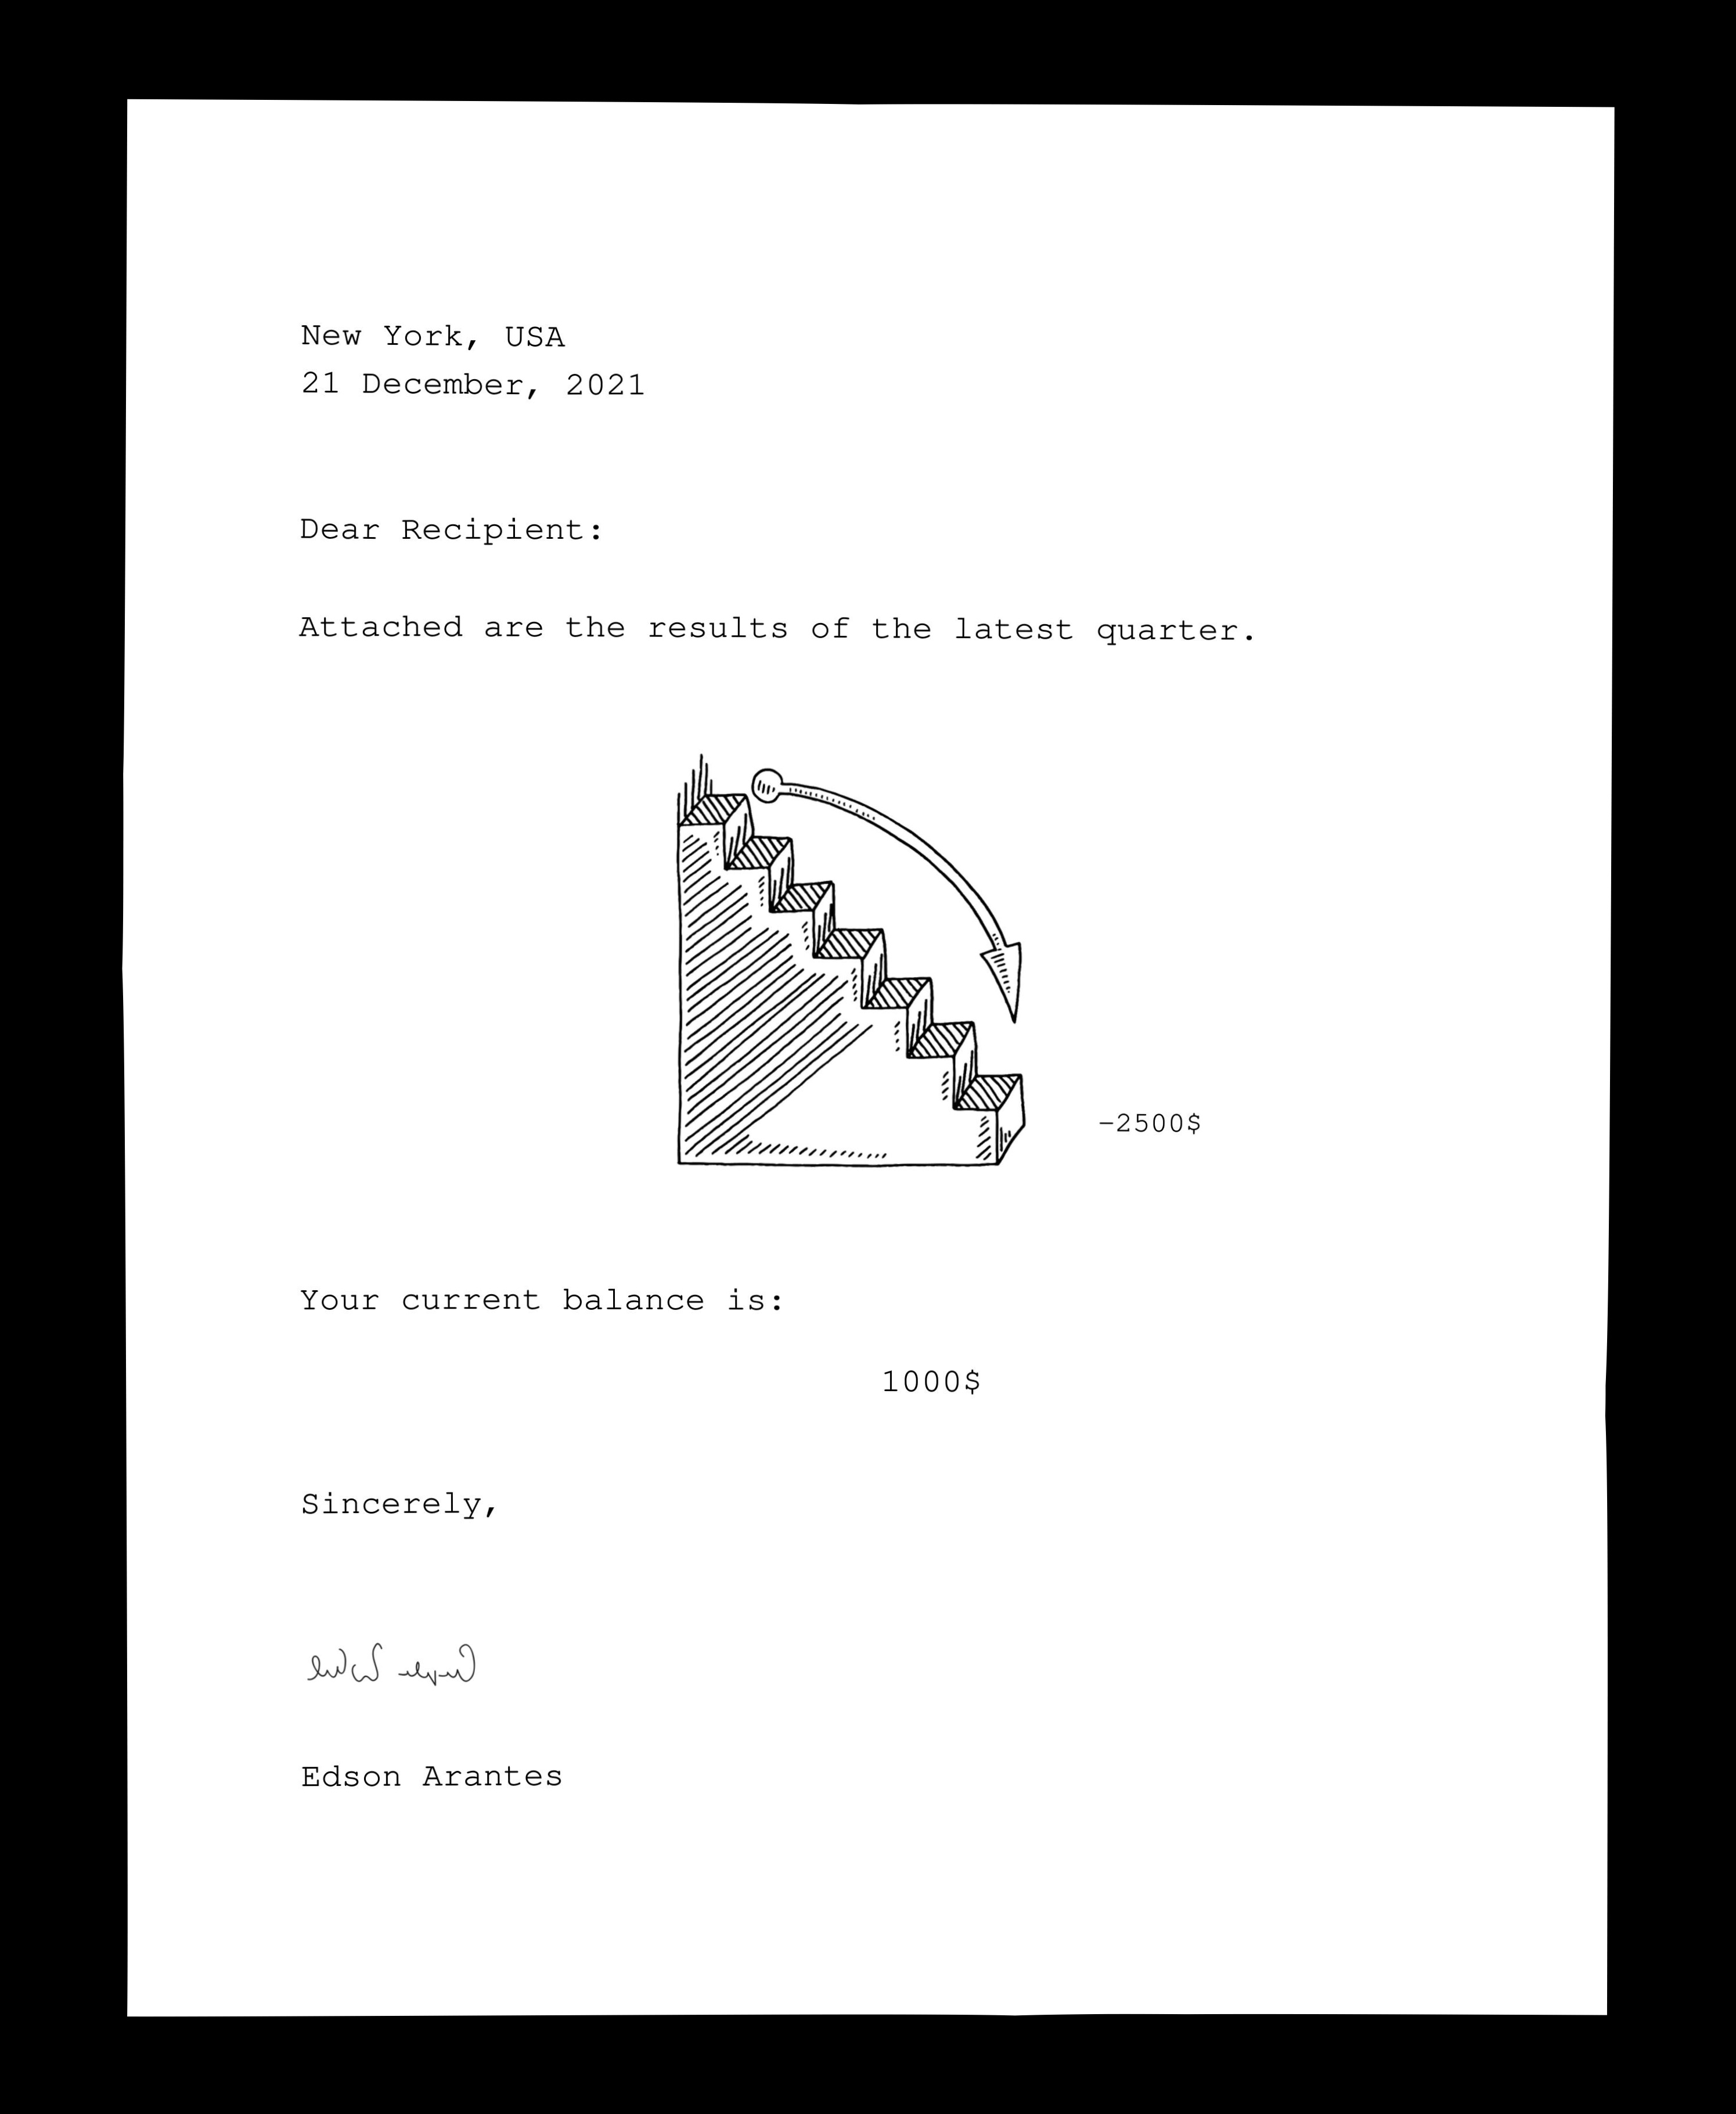 New York, USA
21 December, 2021
Dear Recipient:
Attached are the results of the latest quarter.
-2500$
Your current balance is:
1000$
Sincerely,
Edson Arantes